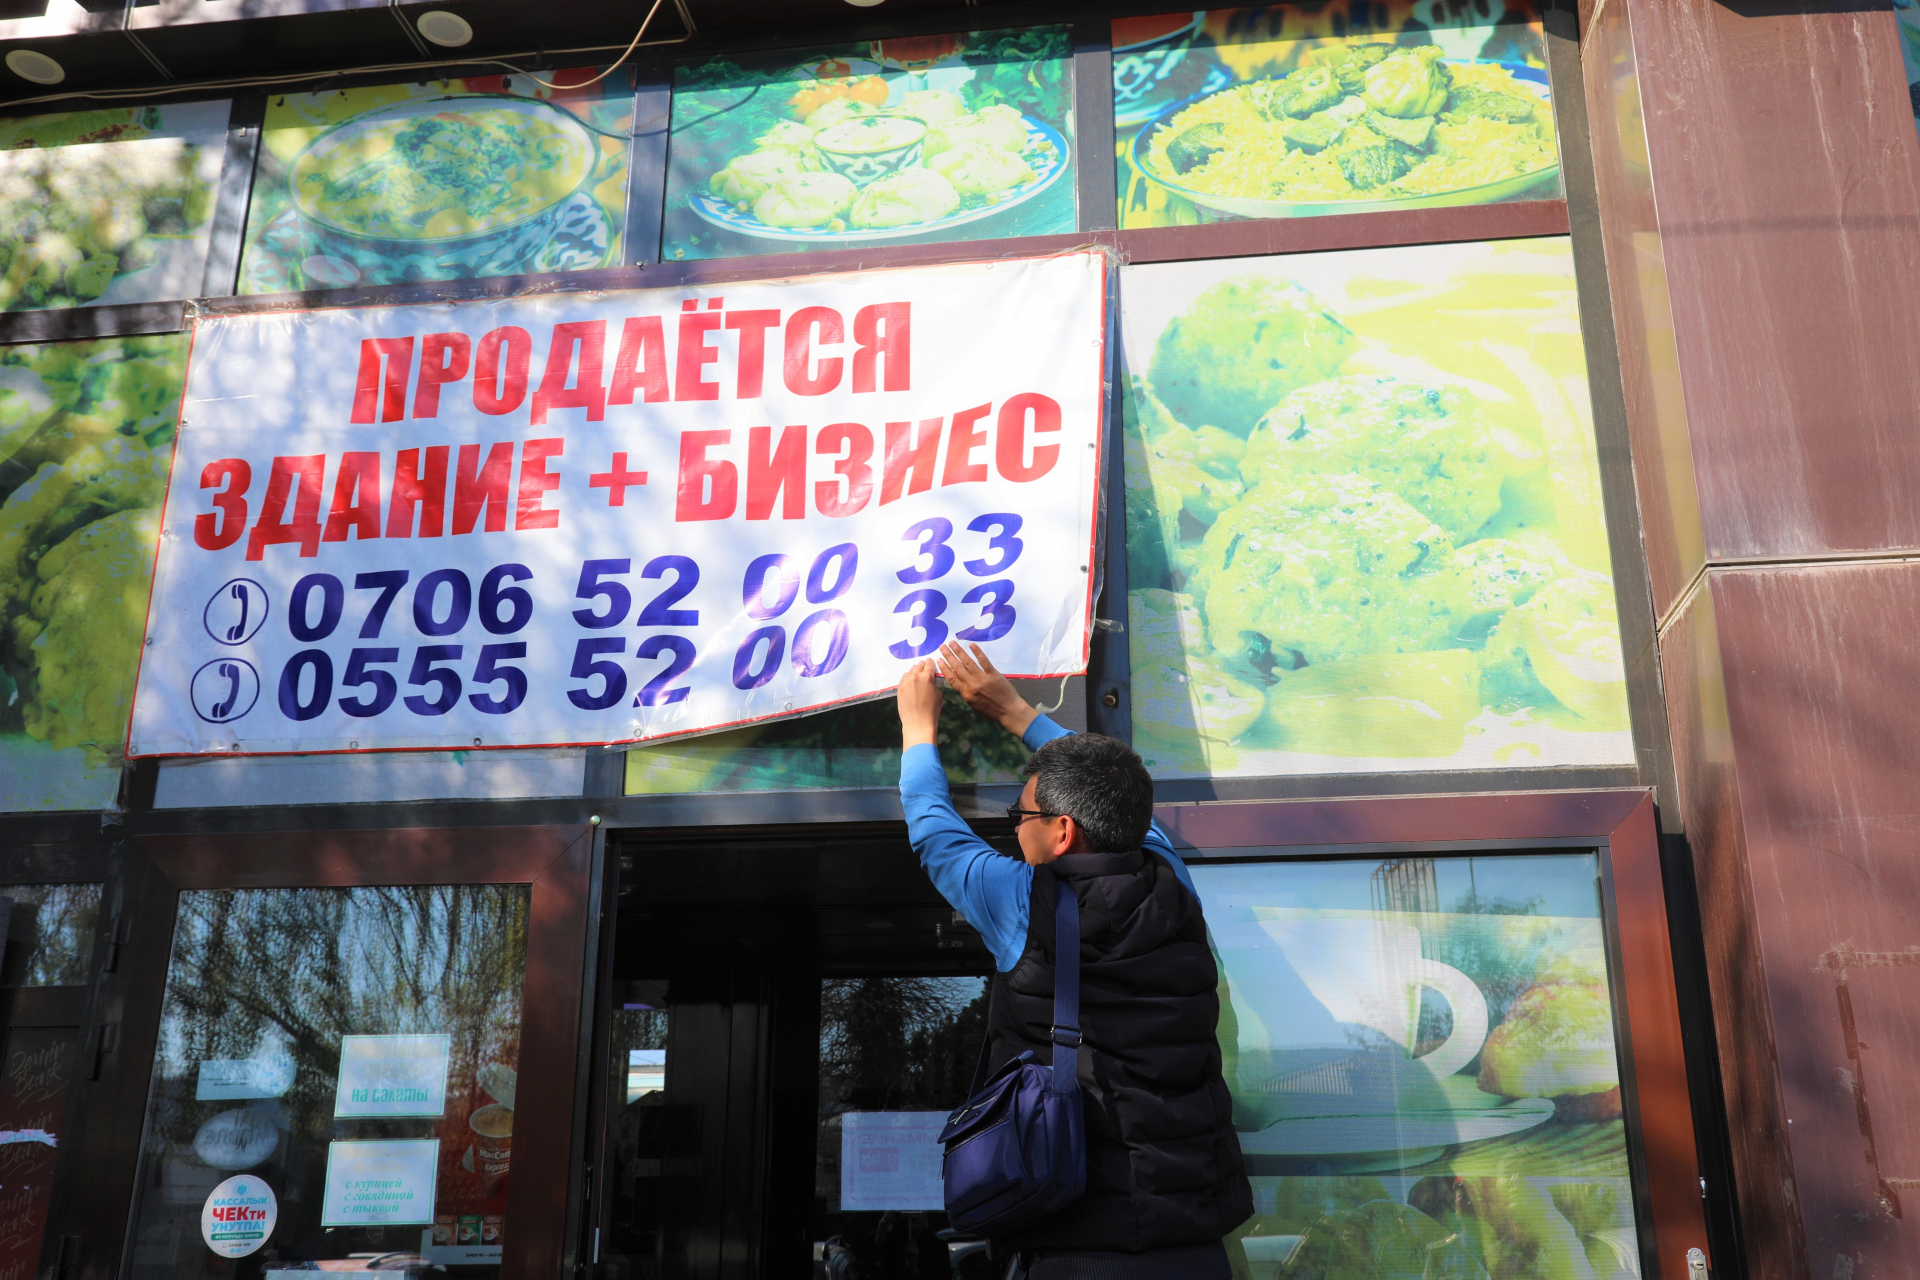 ПРОДАЁТСЯ
ЗДАНИЕ + БИЗНЕС
0706 52 00 33
0555 52 00 33
на салаты
с курицей
с говядиной
с тыквой
КАССАЛЫК
ЧЕКти
УНУТПА!